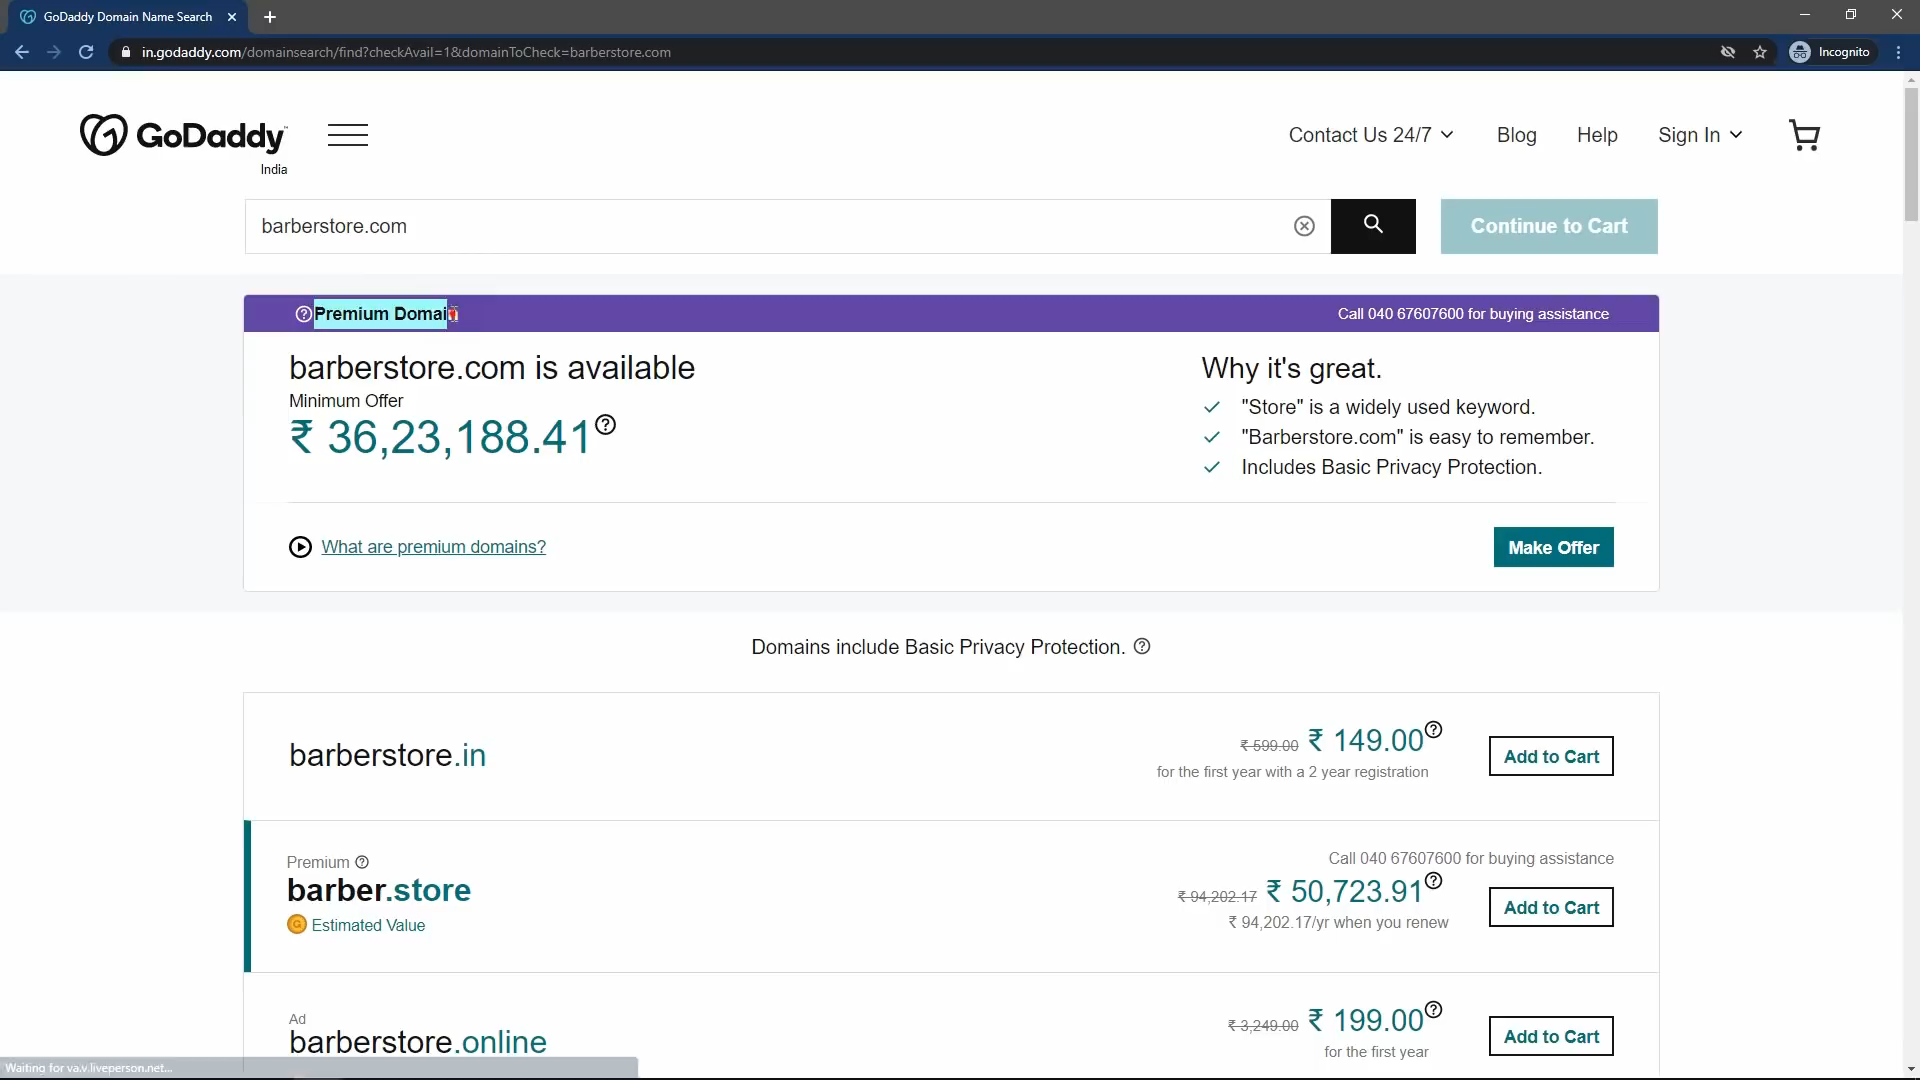 GoDaddy Domain Name Search
in.godaddy.com/domainsearch/find?checkAvail=1&domainToCheck=barberstore.com
Incognito
GoDaddy
India
Contact Us 24/7
Blog
Help
Sign In
barberstore.com
Continue to Cart
Premium Domai
Call 040 67607600 for buying assistance
barberstore.com is available
Minimum Offer
₹ 36,23,188.41
Why it's great.
"Store" is a widely used keyword.
"Barberstore.com" is easy to remember.
Includes Basic Privacy Protection.
What are premium domains?
Make Offer
Domains include Basic Privacy Protection.
barberstore.in
₹ 599.00 ₹ 149.00
for the first year with a 2 year registration
Add to Cart
Premium
barber.store
Estimated Value
Call 040 67607600 for buying assistance
₹ 94,202.17 ₹ 50,723.91
₹ 94,202.17/yr when you renew
Add to Cart
Ad
barberstore.online
₹ 3,249.00 ₹ 199.00
for the first year
Add to Cart
Waiting for va.v.liveperson.net...